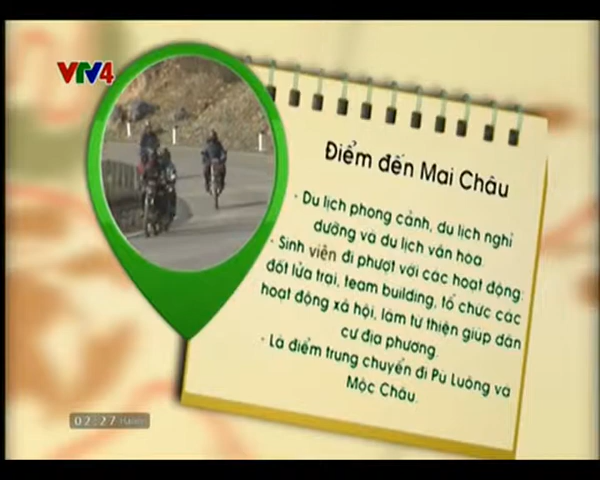 VTV4
Điểm đến Mai Châu
- Du lịch phong cảnh, du lịch nghỉ
dưỡng và du lịch văn hóa.
- Sinh viên đi phượt với các hoạt động:
đốt lửa trại, team building, tổ chức các
hoạt động xã hội, làm từ thiện giúp dân
cư địa phương.
- Là điểm trung chuyển đi Pù Luông và
Mộc Châu.
02:27 Hanoi